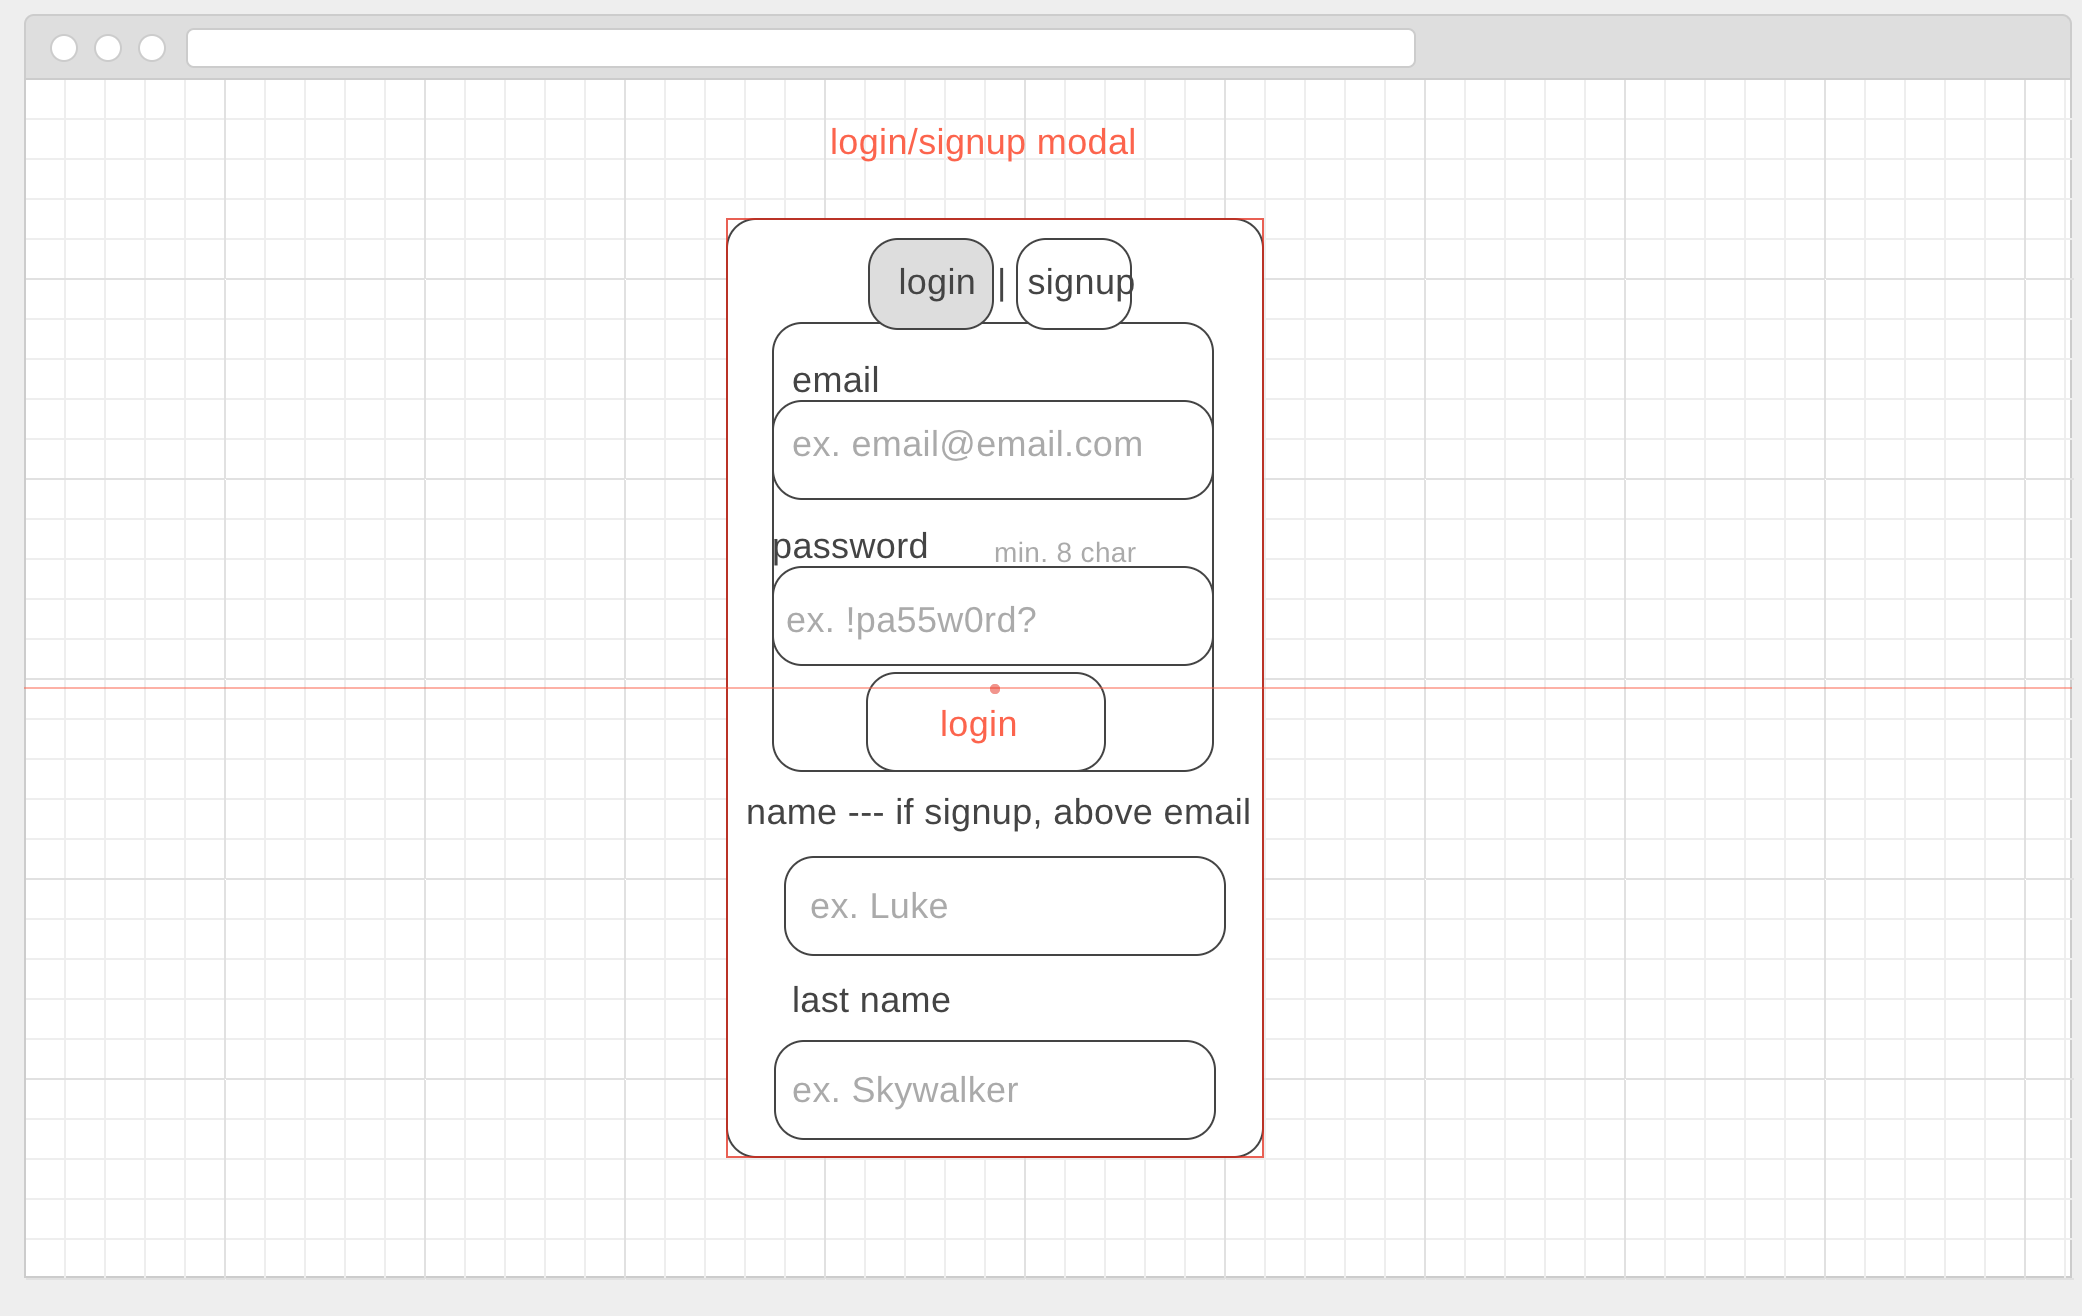 login/signup modal
login | signup
email
ex. email@email.com
password min. 8 char
ex. !pa55w0rd?
login
name --- if signup, above email
ex. Luke
last name
ex. Skywalker